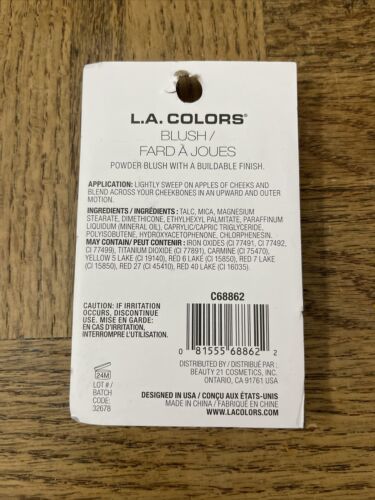 L.A. COLORS®
BLUSH /
FARD À JOUES
POWDER BLUSH WITH A BUILDABLE FINISH.
APPLICATION: LIGHTLY SWEEP ON APPLES OF CHEEKS AND
BLEND ACROSS YOUR CHEEKBONES IN AN UPWARD AND OUTER
MOTION.
INGREDIENTS / INGRÉDIENTS : TALC, MICA, MAGNESIUM
STEARATE, DIMETHICONE, ETHYLHEXYL PALMITATE, PARAFFINUM
LIQUIDUM (MINERAL OIL), CAPRYLIC/CAPRIC TRIGLYCERIDE,
POLYISOBUTENE, HYDROXYACETOPHENONE, CHLORPHENESIN.
MAY CONTAIN/ PEUT CONTENIR : IRON OXIDES (CI 77491, CI 77492,
CI 77499), TITANIUM DIOXIDE (CI 77891), CARMINE (CI 75470),
YELLOW 5 LAKE (CI 19140), RED 6 LAKE (CI 15850), RED 7 LAKE
(CI 15850), RED 27 (CI 45410), RED 40 LAKE (CI 16035).
CAUTION: IF IRRITATION
OCCURS, DISCONTINUE
USE. MISE EN GARDE:
EN CAS D'IRRITATION,
INTERROMPRE L'UTILISATION.
C68862
0 81555 68862 2
24M
LOT # /
BATCH
CODE:
32678
DISTRIBUTED BY / DISTRIBUÉ PAR :
BEAUTY 21 COSMETICS, INC.
ONTARIO, CA 91761 USA
DESIGNED IN USA / CONÇU AUX ÉTATS-UNIS
MADE IN CHINA / FABRIQUÉ EN CHINE
WWW.LACOLORS.COM